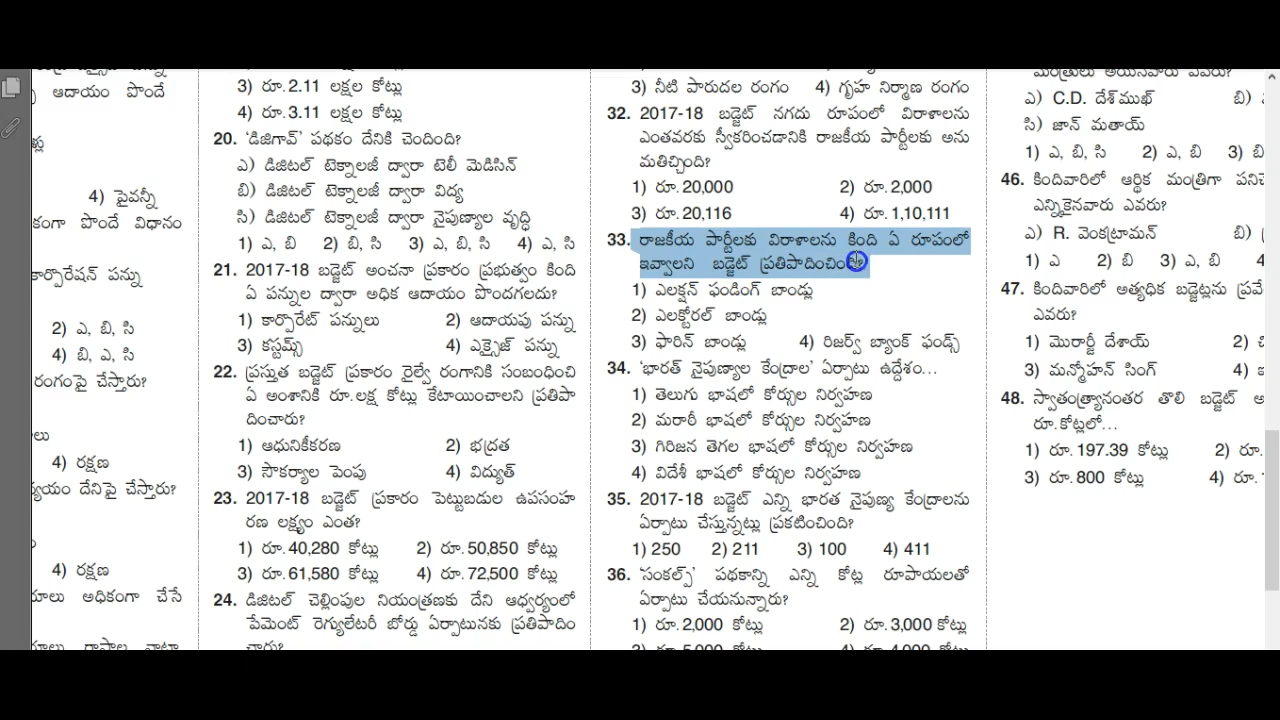 ఆదాయం పొందే
4) పైవన్నీ
కంగా పొందే విధానం
కార్పొరేషన్ పన్ను
2) ఎ, బి, సి
4) బి, ఎ, సి
రంగంపై చేస్తారు?
4) రక్షణ
వ్యయం దేనిపై చేస్తారు?
4) రక్షణ
అధికంగా చేసే
3) రూ.2.11 లక్షల కోట్లు
4) రూ.3.11 లక్షల కోట్లు
20. 'డిజిగావ్' పథకం దేనికి చెందింది?
ఎ) డిజిటల్ టెక్నాలజీ ద్వారా టెలీ మెడిసిన్
బి) డిజిటల్ టెక్నాలజీ ద్వారా విద్య
సి) డిజిటల్ టెక్నాలజీ ద్వారా నైపుణ్యాల వృద్ధి
1) ఎ, బి 2) బి, సి 3) ఎ, బి, సి 4) ఎ, సి
21. 2017-18 బడ్జెట్ అంచనా ప్రకారం ప్రభుత్వం కింది
ఏ పన్నుల ద్వారా అధిక ఆదాయం పొందగలదు?
1) కార్పొరేట్ పన్నులు 2) ఆదాయపు పన్ను
3) కస్టమ్స్ 4) ఎక్సైజ్ పన్ను
22. ప్రస్తుత బడ్జెట్ ప్రకారం రైల్వే రంగానికి సంబంధించి
ఏ అంశానికి రూ.లక్ష కోట్లు కేటాయించాలని ప్రతిపా
దించారు?
1) ఆధునికీకరణ 2) భద్రత
3) సౌకర్యాల పెంపు 4) విద్యుత్
23. 2017-18 బడ్జెట్ ప్రకారం పెట్టుబడుల ఉపసంహ
రణ లక్ష్యం ఎంత?
1) రూ.40,280 కోట్లు 2) రూ.50,850 కోట్లు
3) రూ.61,580 కోట్లు 4) రూ.72,500 కోట్లు
24. డిజిటల్ చెల్లింపుల నియంత్రణకు దేని ఆధ్వర్యంలో
పేమెంట్ రెగ్యులేటరీ బోర్డు ఏర్పాటునకు ప్రతిపాదిం
చారు?
3) నీటి పారుదల రంగం 4) గృహ నిర్మాణ రంగం
32. 2017-18 బడ్జెట్ నగదు రూపంలో విరాళాలను
ఎంతవరకు స్వీకరించడానికి రాజకీయ పార్టీలకు అను
మతిచ్చింది?
1) రూ.20,000 2) రూ.2,000
3) రూ.20,116 4) రూ.1,10,111
33. రాజకీయ పార్టీలకు విరాళాలను కింది ఏ రూపంలో
ఇవ్వాలని బడ్జెట్ ప్రతిపాదించింది?
1) ఎలక్షన్ ఫండింగ్ బాండ్లు
2) ఎలక్టోరల్ బాండ్లు
3) ఫారిన్ బాండ్లు 4) రిజర్వ్ బ్యాంక్ ఫండ్స్
34. 'భారత్ నైపుణ్యాల కేంద్రాల' ఏర్పాటు ఉద్దేశం...
1) తెలుగు భాషలో కోర్సుల నిర్వహణ
2) మరాఠీ భాషలో కోర్సుల నిర్వహణ
3) గిరిజన తెగల భాషలో కోర్సుల నిర్వహణ
4) విదేశీ భాషలో కోర్సుల నిర్వహణ
35. 2017-18 బడ్జెట్ ఎన్ని భారత నైపుణ్య కేంద్రాలను
ఏర్పాటు చేస్తున్నట్లు ప్రకటించింది?
1) 250 2) 211 3) 100 4) 411
36. 'సంకల్ప్' పథకాన్ని ఎన్ని కోట్ల రూపాయలతో
ఏర్పాటు చేయనున్నారు?
1) రూ.2,000 కోట్లు 2) రూ.3,000 కోట్లు
ఎ) C.D. దేశ్‌ముఖ్ బి)
సి) జాన్ మతాయ్
1) ఎ, బి, సి 2) ఎ, బి 3) బి
46. కిందివారిలో ఆర్థిక మంత్రిగా
ఎన్నికైనవారు ఎవరు?
ఎ) R. వెంకట్రామన్
1) ఎ 2) బి 3) ఎ, బి 4
47. కిందివారిలో అత్యధిక బడ్జెట్లను
ఎవరు?
1) మొరార్జీ దేశాయ్ 2)
3) మన్మోహన్ సింగ్ 4)
48. స్వాతంత్ర్యానంతర తొలి బడ్జెట్
రూ.కోట్లలో...
1) రూ.197.39 కోట్లు 2) రూ.
3) రూ.800 కోట్లు 4) రూ.